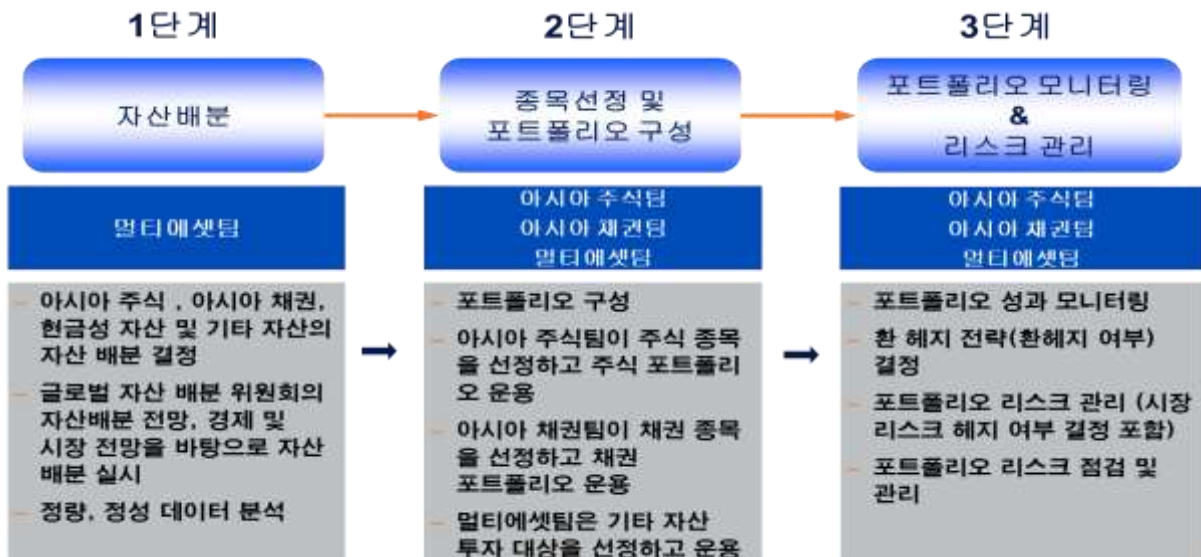 1단계
자산배분
멀티에셋팀
– 아시아 주식 , 아시아 채권,
현금성 자산 및 기타 자산의
자산 배분 결정
– 글로벌 자산 배분 위원회의
자산배분 전망, 경제 및
시장 전망을 바탕으로 자산
배분 실시
– 정량, 정성 데이터 분석
2단계
종목선정 및
포트폴리오 구성
아시아 주식팀
아시아 채권팀
멀티에셋팀
– 포트폴리오 구성
– 아시아 주식팀이 주식 종목
을 선정하고 주식 포트폴리
오 운용
– 아시아 채권팀이 채권 종목
을 선정하고 채권
포트폴리오 운용
– 멀티에셋팀은 기타 자산
투자 대상을 선정하고 운용
3단계
포트폴리오 모니터링
&
리스크 관리
아시아 주식팀
아시아 채권팀
멀티에셋팀
– 포트폴리오 성과 모니터링
– 환 헤지 전략(환헤지 여부)
결정
– 포트폴리오 리스크 관리 (시장
리스크 헤지 여부 결정 포함)
– 포트폴리오 리스크 점검 및
관리